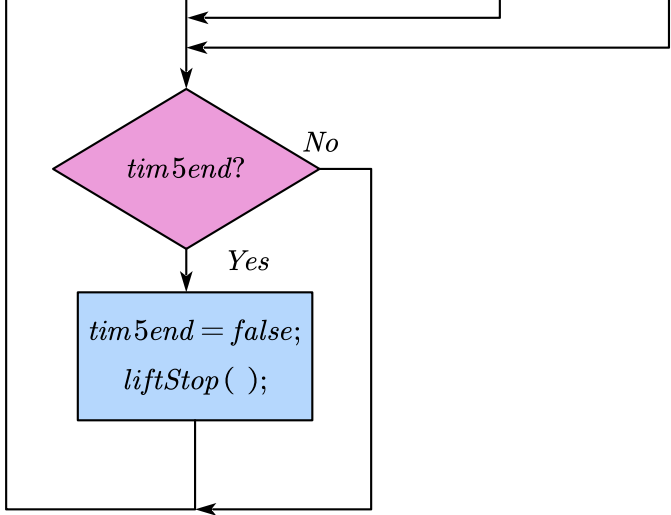 No
tim5end?
Yes
tim5end = false;
liftStop ( );